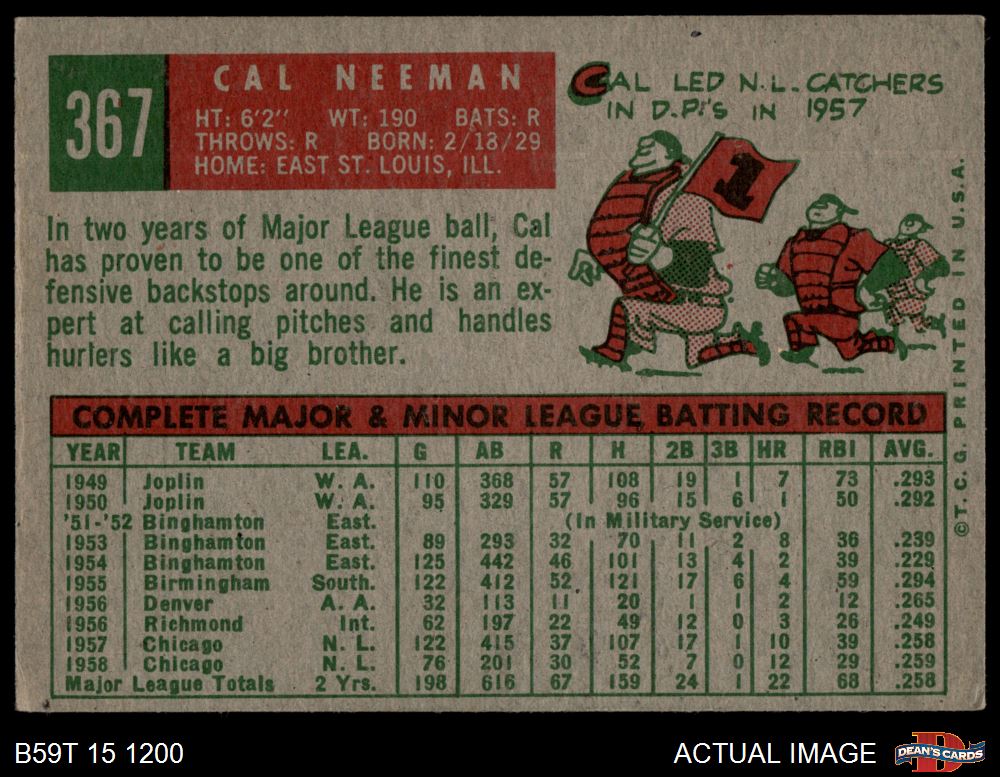 367
CAL NEEMAN
HT: 6'2" WT: 190 BATS: R
THROWS: R BORN: 2/18/29
HOME: EAST ST. LOUIS, ILL.
CAL LED N.L. CATCHERS
IN D.P.'S IN 1957
1
In two years of Major League ball, Cal
has proven to be one of the finest de-
fensive backstops around. He is an ex-
pert at calling pitches and handles
hurlers like a big brother.
COMPLETE MAJOR & MINOR LEAGUE BATTING RECORD
YEAR TEAM LEA. G AB R H 2B 3B HR RBI AVG.
1949 Joplin W. A. 110 368 57 108 19 1 7 73 .293
1950 Joplin W. A. 95 329 57 96 15 6 1 50 .292
'51-'52 Binghamton East. (In Military Service)
1953 Binghamton East. 89 293 32 70 11 2 8 36 .239
1954 Binghamton East. 125 442 46 101 13 4 2 39 .229
1955 Birmingham South. 122 412 52 121 17 6 4 59 .294
1956 Denver A. A. 32 113 11 20 1 1 2 12 .265
1956 Richmond Int. 62 197 22 49 12 0 3 26 .249
1957 Chicago N. L. 122 415 37 107 17 1 10 39 .258
1958 Chicago N. L. 76 201 30 52 7 0 12 29 .259
Major League Totals 2 Yrs. 198 616 67 159 24 1 22 68 .258
©T. C. G. PRINTED IN U.S.A.
B59T 15 1200
ACTUAL IMAGE
D
DEAN'S CARDS